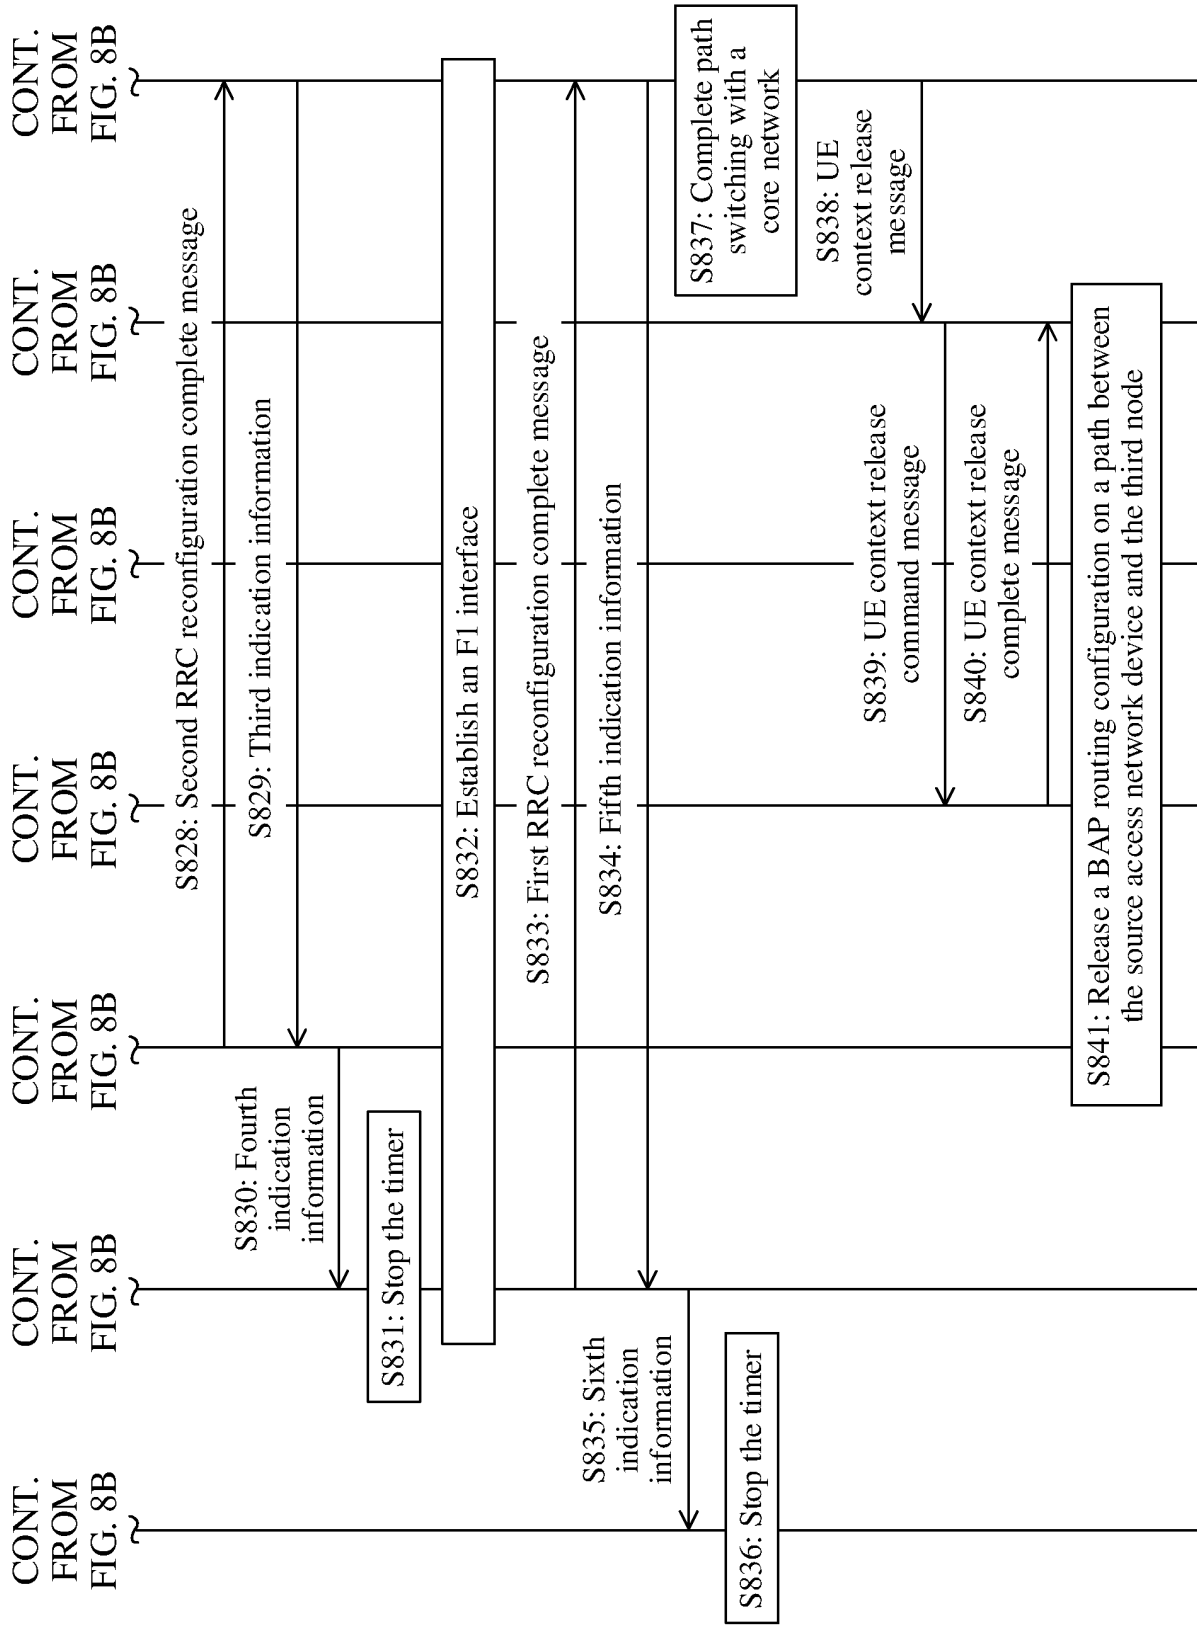 CONT.
FROM
FIG. 8B
CONT.
FROM
FIG. 8B
CONT.
FROM
FIG. 8B
CONT.
FROM
FIG. 8B
CONT.
FROM
FIG. 8B
CONT.
FROM
FIG. 8B
CONT.
FROM
FIG. 8B
S828: Second RRC reconfiguration complete message
S829: Third indication information
S830: Fourth
indication
information
S831: Stop the timer
S832: Establish an F1 interface
S833: First RRC reconfiguration complete message
S834: Fifth indication information
S835: Sixth
indication
information
S836: Stop the timer
S837: Complete path
switching with a
core network
S838: UE
context release
message
S839: UE context release
command message
S840: UE context release
complete message
S841: Release a BAP routing configuration on a path between
the source access network device and the third node